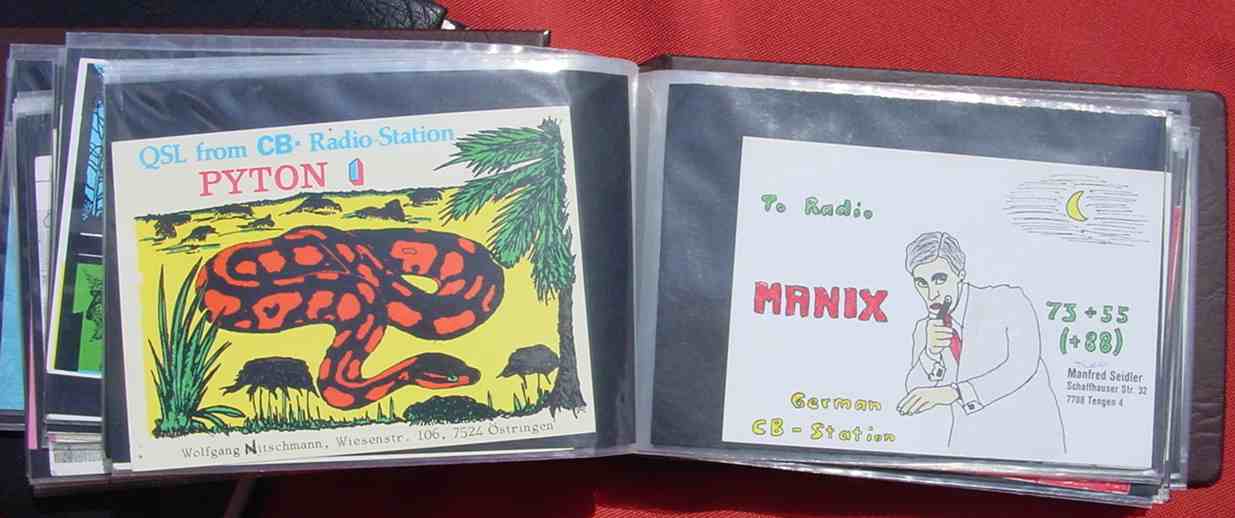 QSL from CB- Radio-Station
PYTON 1
Wolfgang Nitschmann, Wiesenstr. 106, 7524 Östringen
To Radio
MANIX
73 + 55
(+88)
Manfred Seidler
Schaffhauser Str. 32
7708 Tengen 4
German
CB - Station